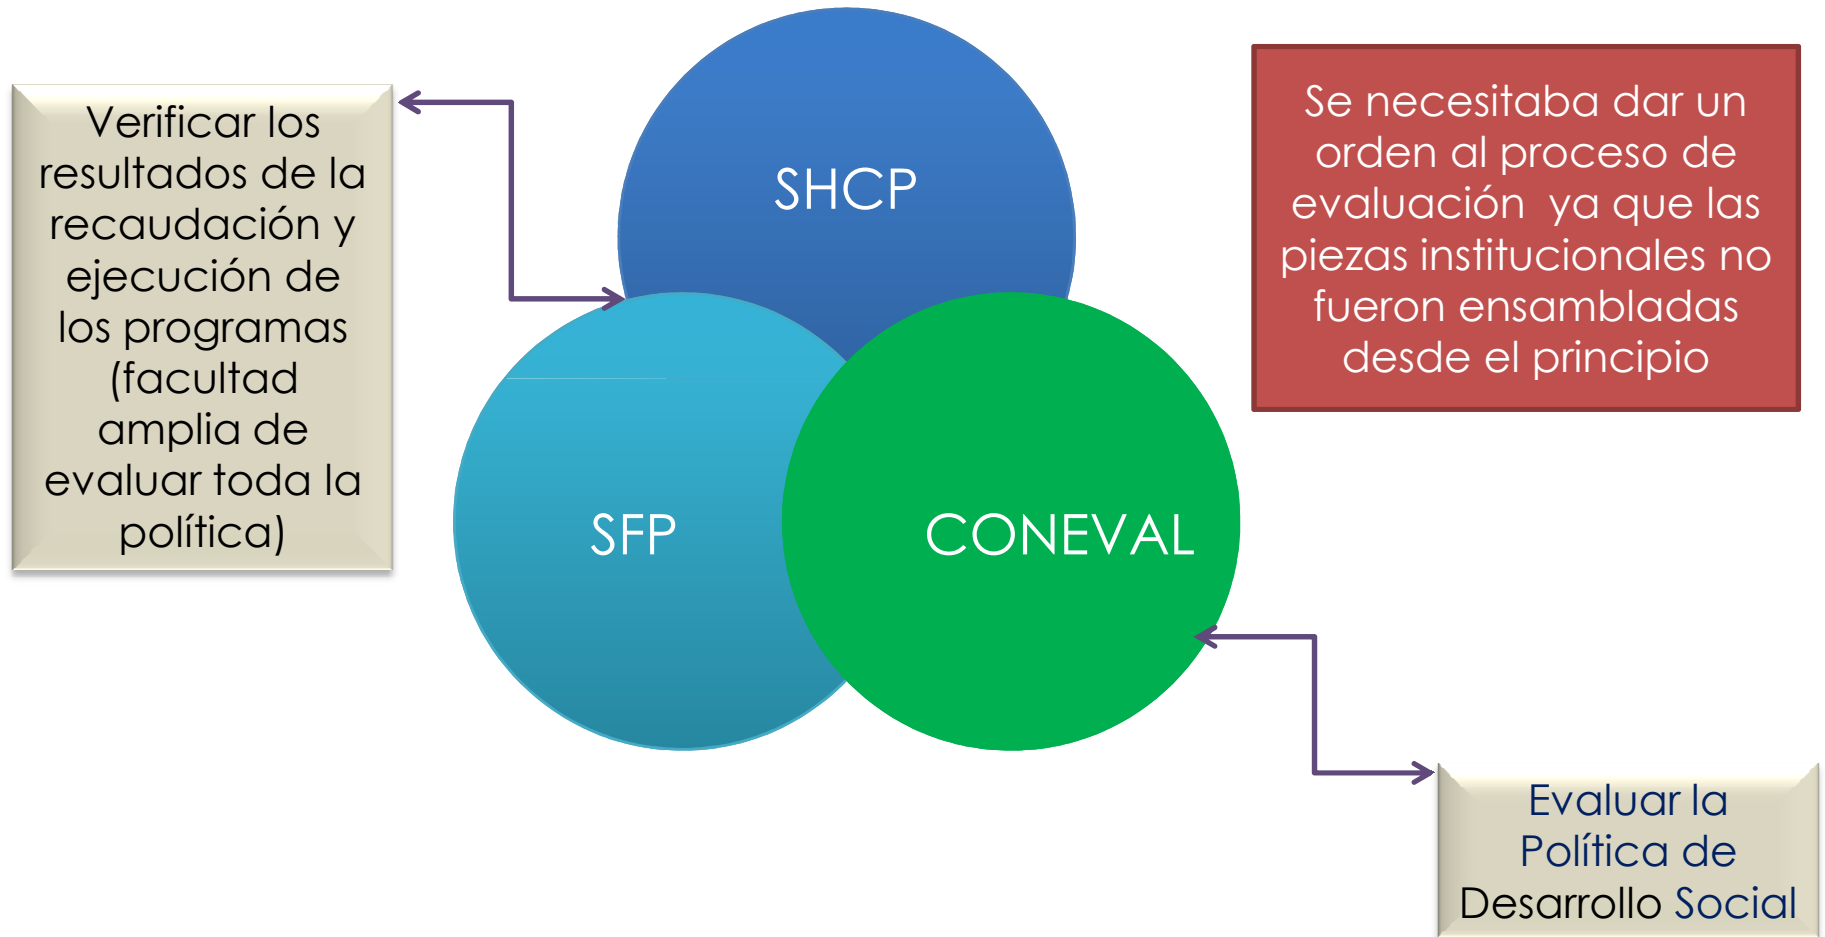 Verificar los
resultados de la
recaudación y
ejecución de
los programas
(facultad
amplia de
evaluar toda la
política)
SHCP
Se necesitaba dar un
orden al proceso de
evaluación ya que las
piezas institucionales no
fueron ensambladas
desde el principio
SFP
CONEVAL
Evaluar la
Política de
Desarrollo Social